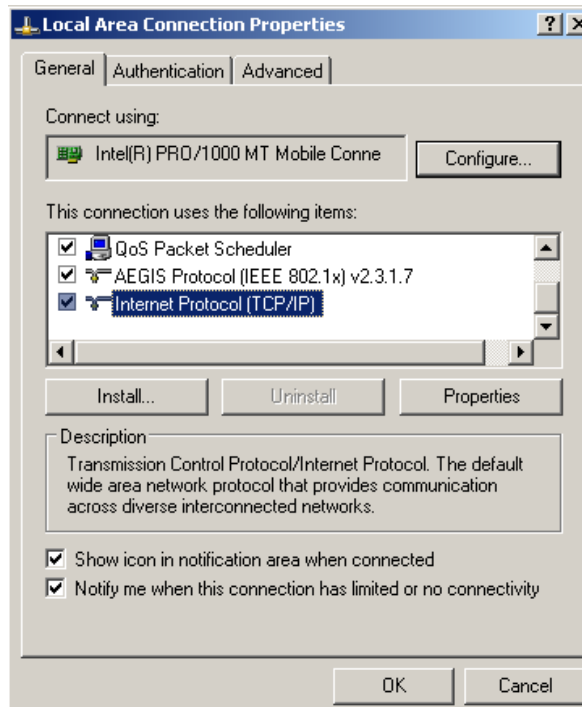 Local Area Connection Properties
General Authentication Advanced
Connect using:
Intel(R) PRO/1000 MT Mobile Conne
Configure...
This connection uses the following items:
QoS Packet Scheduler
AEGIS Protocol (IEEE 802.1x) v2.3.1.7
Internet Protocol (TCP/IP)
Install... Uninstall Properties
Description
Transmission Control Protocol/Internet Protocol. The default
wide area network protocol that provides communication
across diverse interconnected networks.
Show icon in notification area when connected
Notify me when this connection has limited or no connectivity
OK Cancel